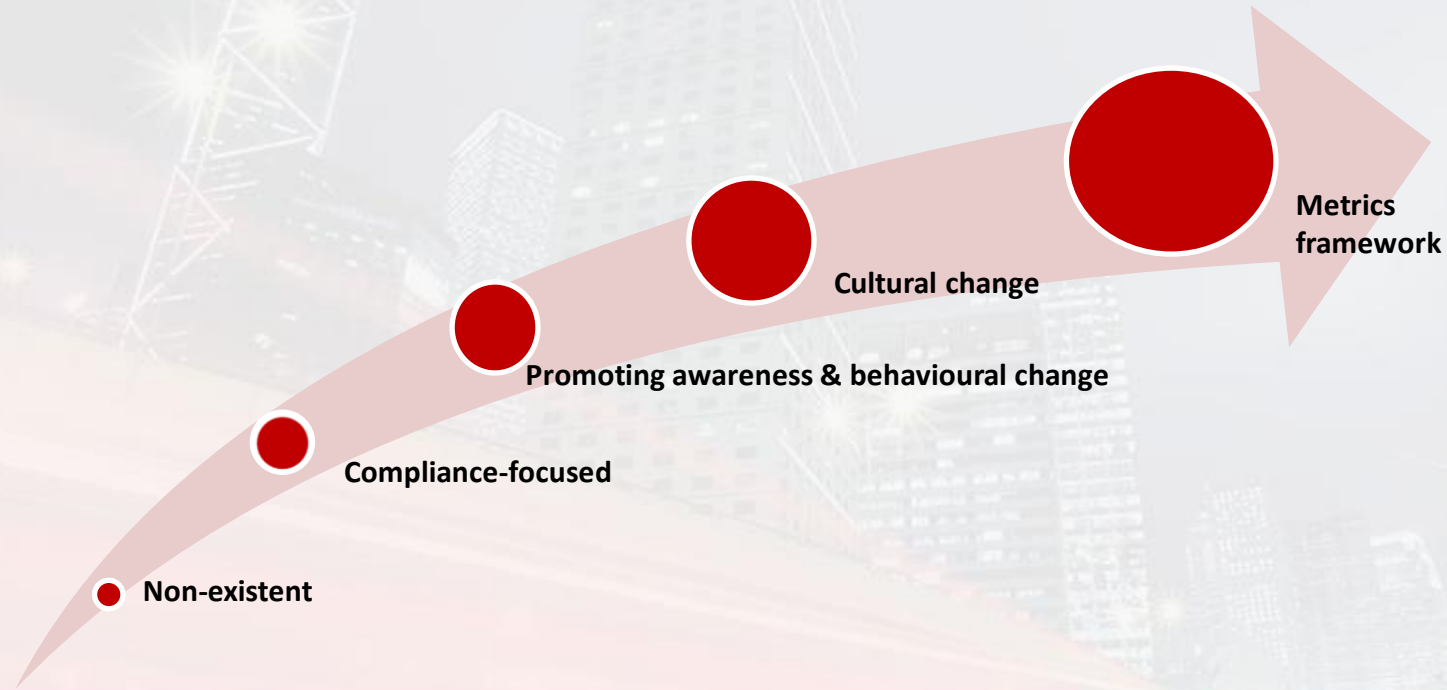 Metrics
framework
Cultural change
Promoting awareness & behavioural change
Compliance-focused
Non-existent